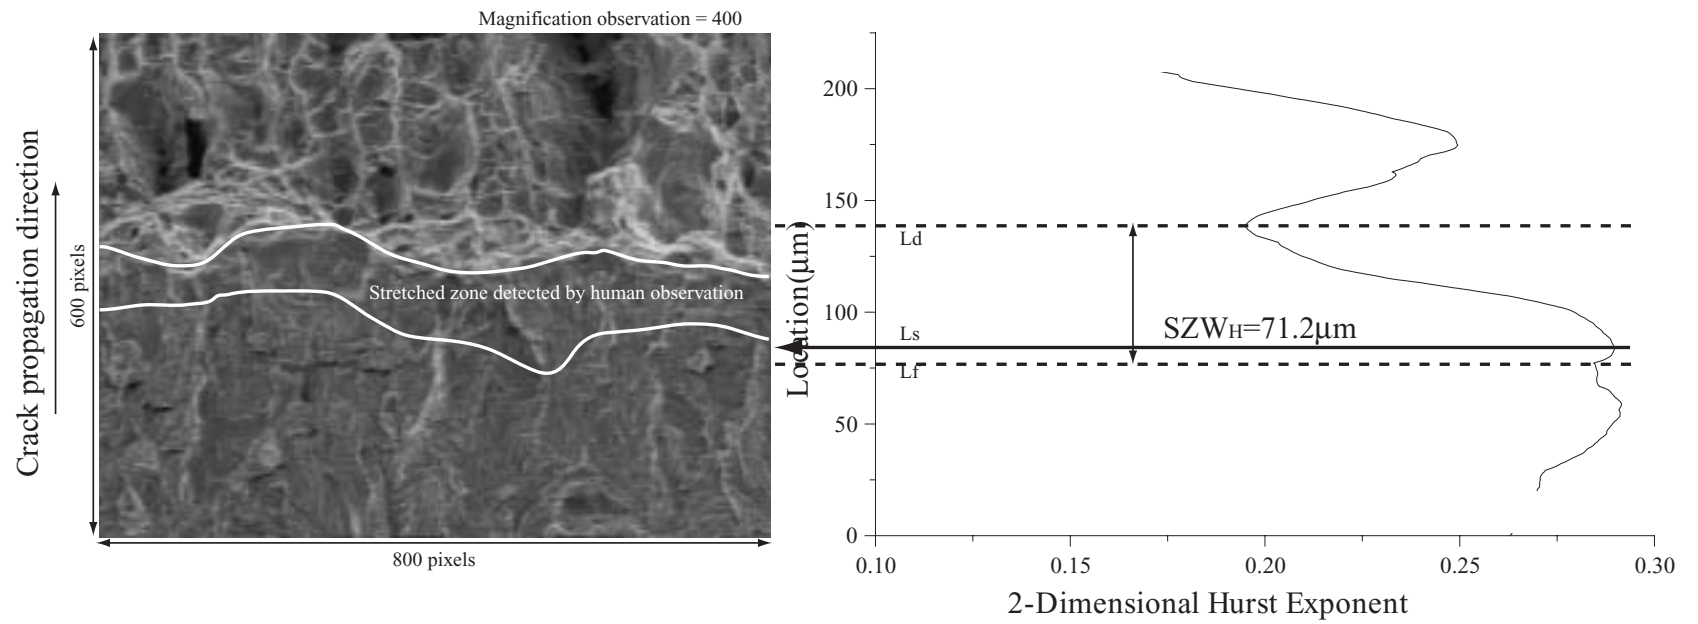 Magnification observation = 400
Crack propagation direction
600 pixels
Stretched zone detected by human observation
800 pixels
Location(μm)
200
150
100
50
0
Ld
Ls
SZWH=71.2μm
Lf
0.10
0.15
0.20
0.25
0.30
2-Dimensional Hurst Exponent